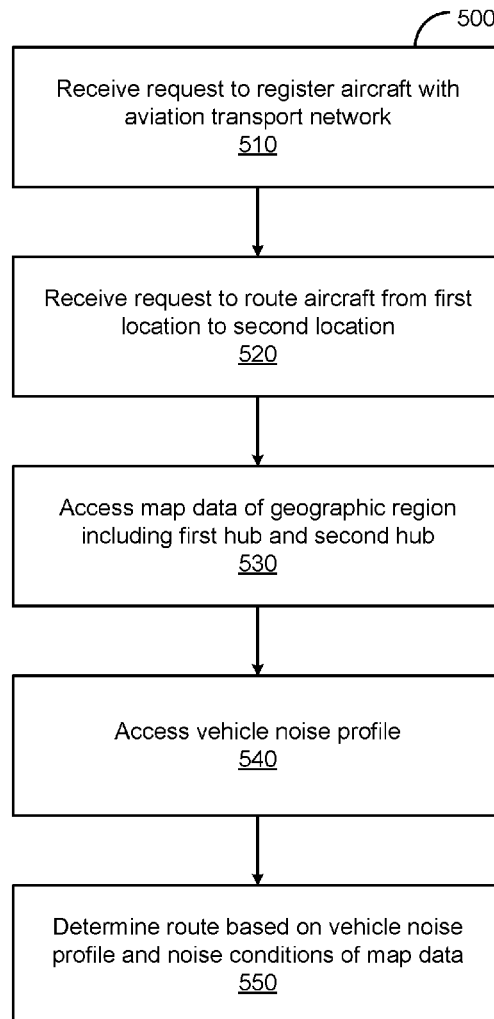 500
Receive request to register aircraft with
aviation transport network
510
Receive request to route aircraft from first
location to second location
520
Access map data of geographic region
including first hub and second hub
530
Access vehicle noise profile
540
Determine route based on vehicle noise
profile and noise conditions of map data
550